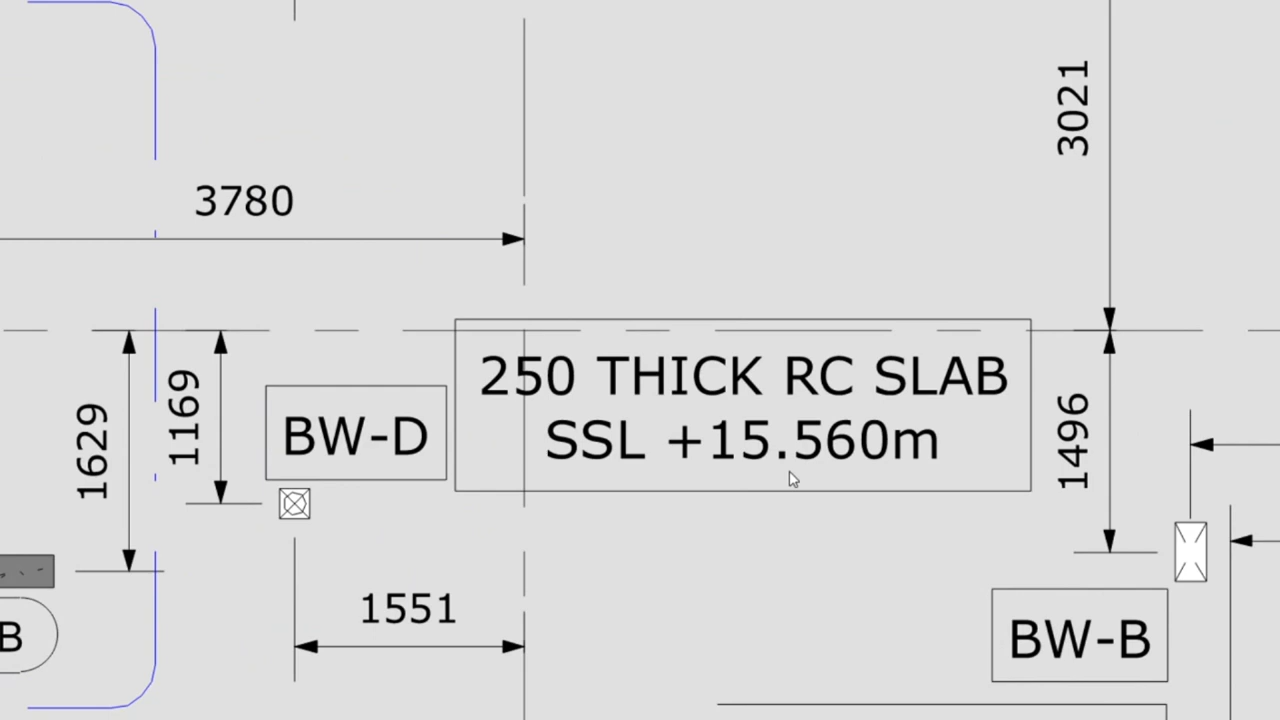 3021
3780
250 THICK RC SLAB
SSL +15.560m
1169
1629
BW-D
1496
1551
BW-B
B